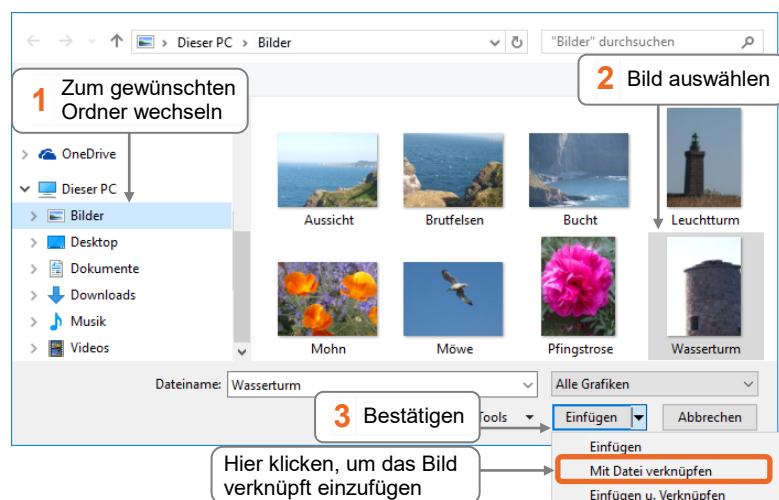 Dieser PC > Bilder
"Bilder" durchsuchen
1 Zum gewünschten
Ordner wechseln
2 Bild auswählen
OneDrive
Dieser PC
Bilder
Desktop
Dokumente
Downloads
Musik
Videos
Aussicht Brutfelsen Bucht Leuchtturm
Mohn Möwe Pfingstrose Wasserturm
Dateiname: Wasserturm
Alle Grafiken
3 Bestätigen
Tools
Einfügen Abbrechen
Hier klicken, um das Bild
verknüpft einzufügen
Einfügen
Mit Datei verknüpfen
Einfügen u. Verknüpfen